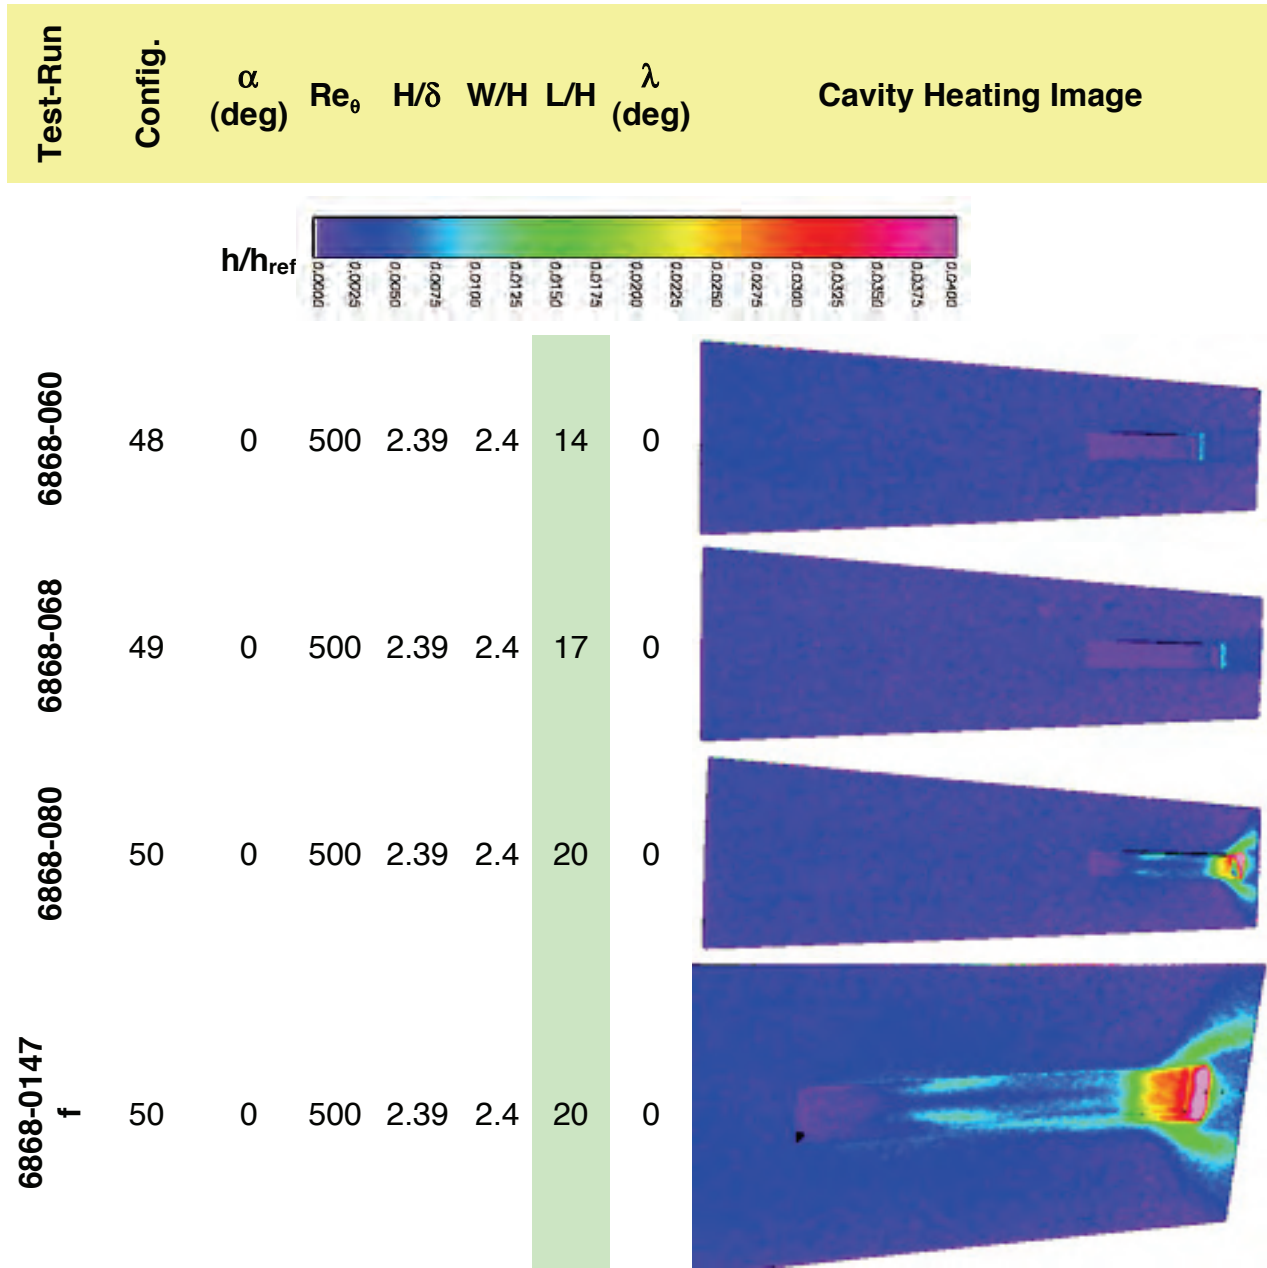 Test-Run Config. α (deg) Reθ H/δ W/H L/H λ (deg) Cavity Heating Image
h/href
0.0000 0.0025 0.0050 0.0075 0.0100 0.0125 0.0150 0.0175 0.0200 0.0225 0.0250 0.0275 0.0300 0.0325 0.0350 0.0375 0.0400
6868-060 48 0 500 2.39 2.4 14 0
6868-068 49 0 500 2.39 2.4 17 0
6868-080 50 0 500 2.39 2.4 20 0
6868-0147 f 50 0 500 2.39 2.4 20 0